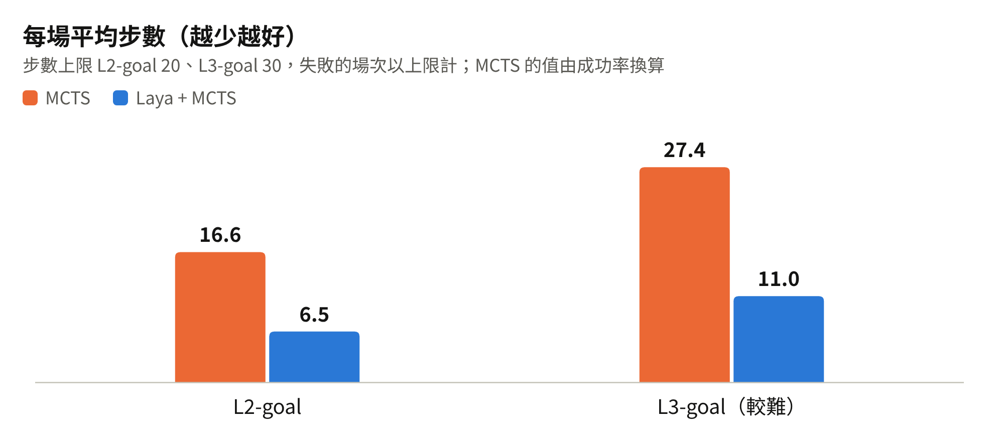 每場平均步數（越少越好）
步數上限 L2-goal 20、L3-goal 30，失敗的場次以上限計；MCTS 的值由成功率換算
MCTS Laya + MCTS
27.4
16.6
11.0
6.5
L2-goal L3-goal（較難）